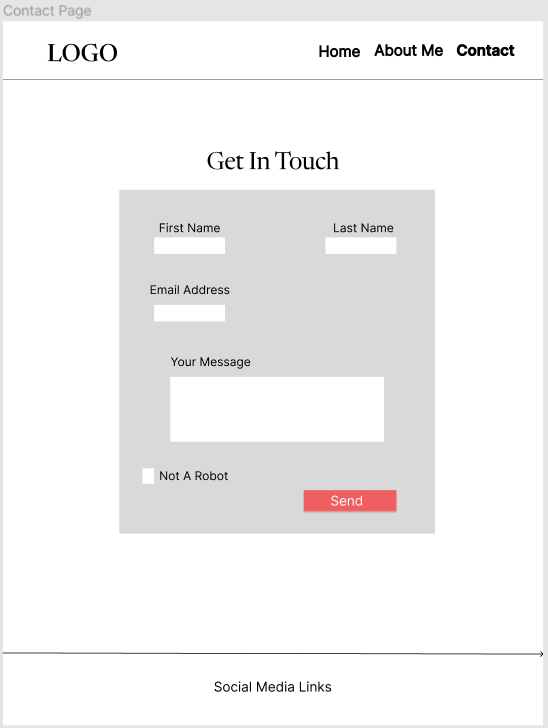 Contact Page
LOGO Home About Me Contact
Get In Touch
First Name Last Name
Email Address
Your Message
Not A Robot
Send
Social Media Links